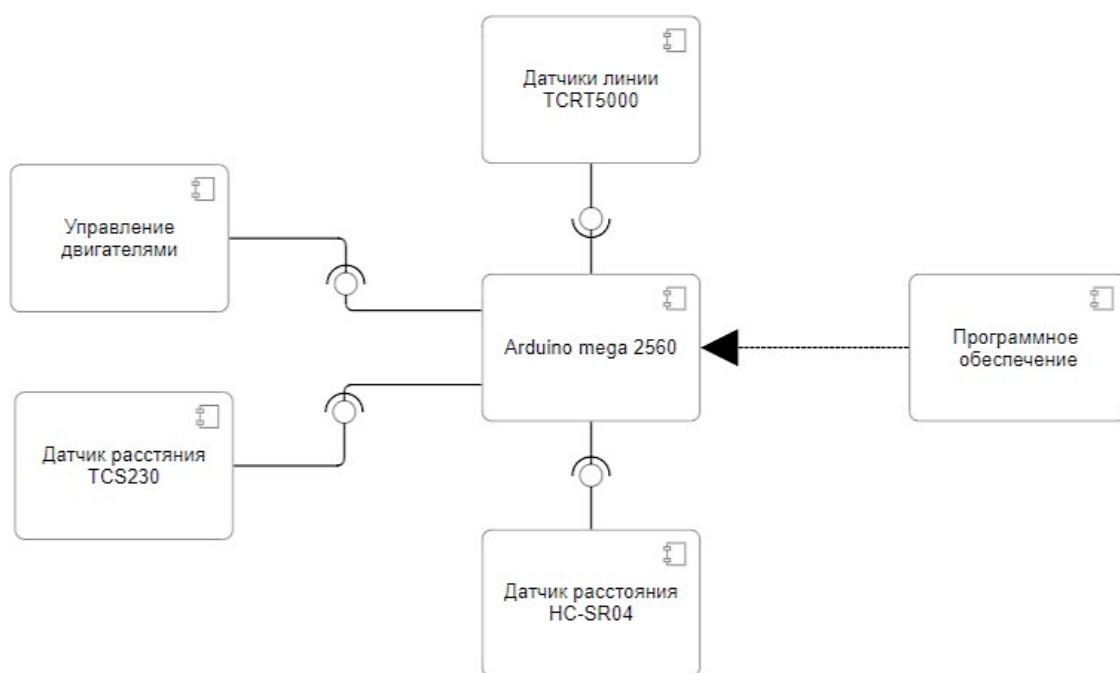 Датчики линии
TCRT5000
Управление
двигателями
Arduino mega 2560
Программное
обеспечение
Датчик расстяния
TCS230
Датчик расстояния
HC-SR04